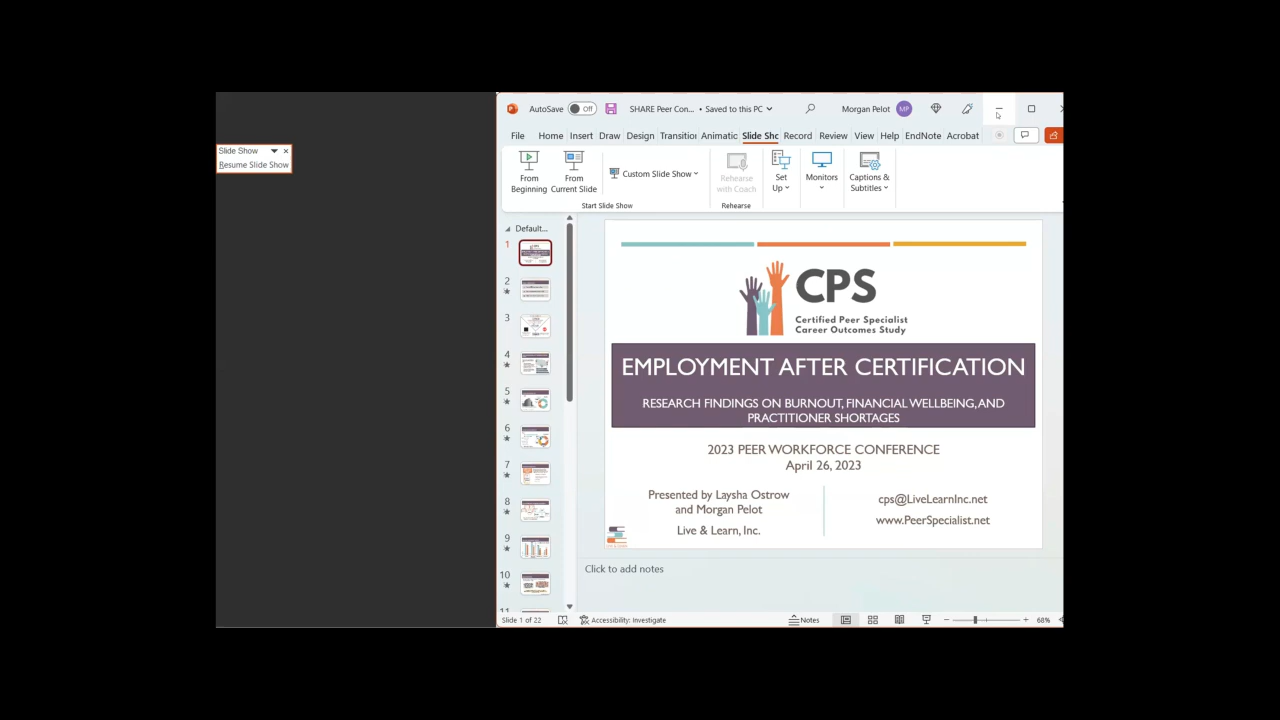 AutoSave Off SHARE Peer Con... • Saved to this PC Morgan Pelot MP
File Home Insert Draw Design Transition Animatic Slide Shc Record Review View Help EndNote Acrobat
Slide Show
Resume Slide Show
From Beginning
From Current Slide
Custom Slide Show
Rehearse with Coach
Set Up
Monitors
Captions & Subtitles
Start Slide Show
Rehearse
Default...
1
2
3
4
5
6
7
8
9
10
11
CPS
Certified Peer Specialist
Career Outcomes Study
EMPLOYMENT AFTER CERTIFICATION
RESEARCH FINDINGS ON BURNOUT, FINANCIAL WELLBEING, AND
PRACTITIONER SHORTAGES
2023 PEER WORKFORCE CONFERENCE
April 26, 2023
Presented by Laysha Ostrow
and Morgan Pelot
Live & Learn, Inc.
cps@LiveLearnInc.net
www.PeerSpecialist.net
Click to add notes
Slide 1 of 22 Accessibility: Investigate Notes 68%